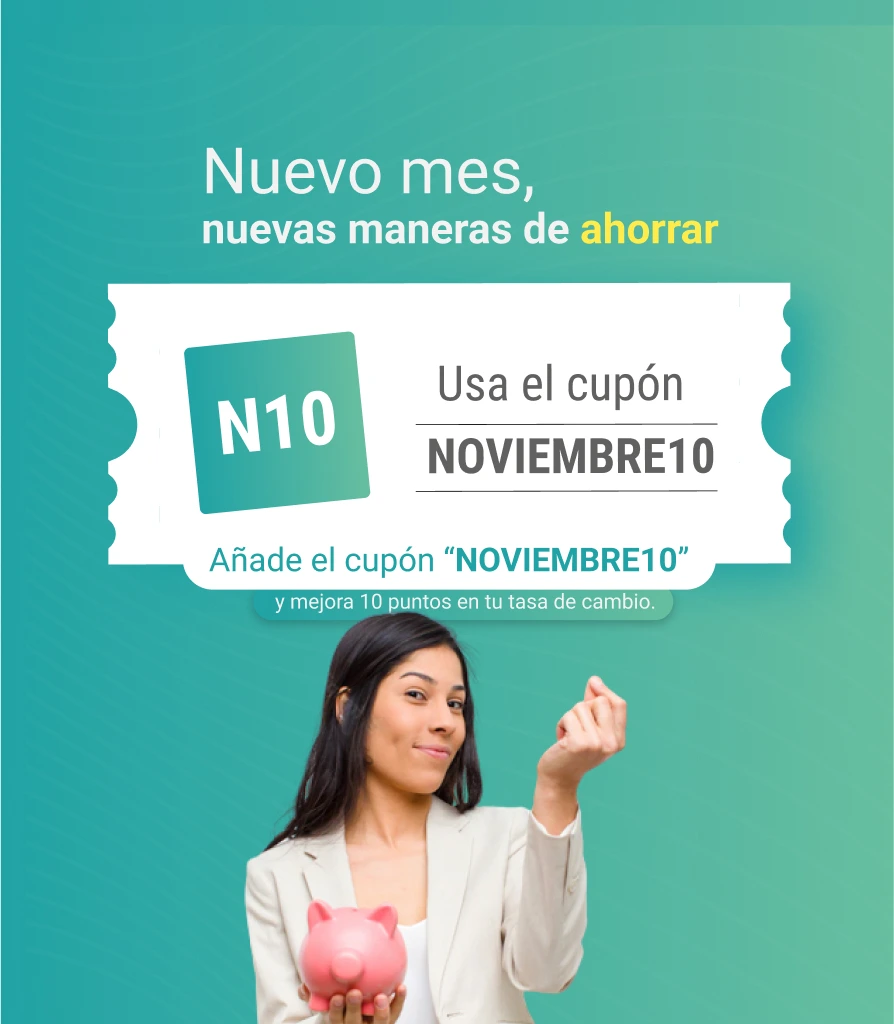 Nuevo mes,
nuevas maneras de ahorrar
N10
Usa el cupón
NOVIEMBRE10
Añade el cupón “NOVIEMBRE10”
y mejora 10 puntos en tu tasa de cambio.